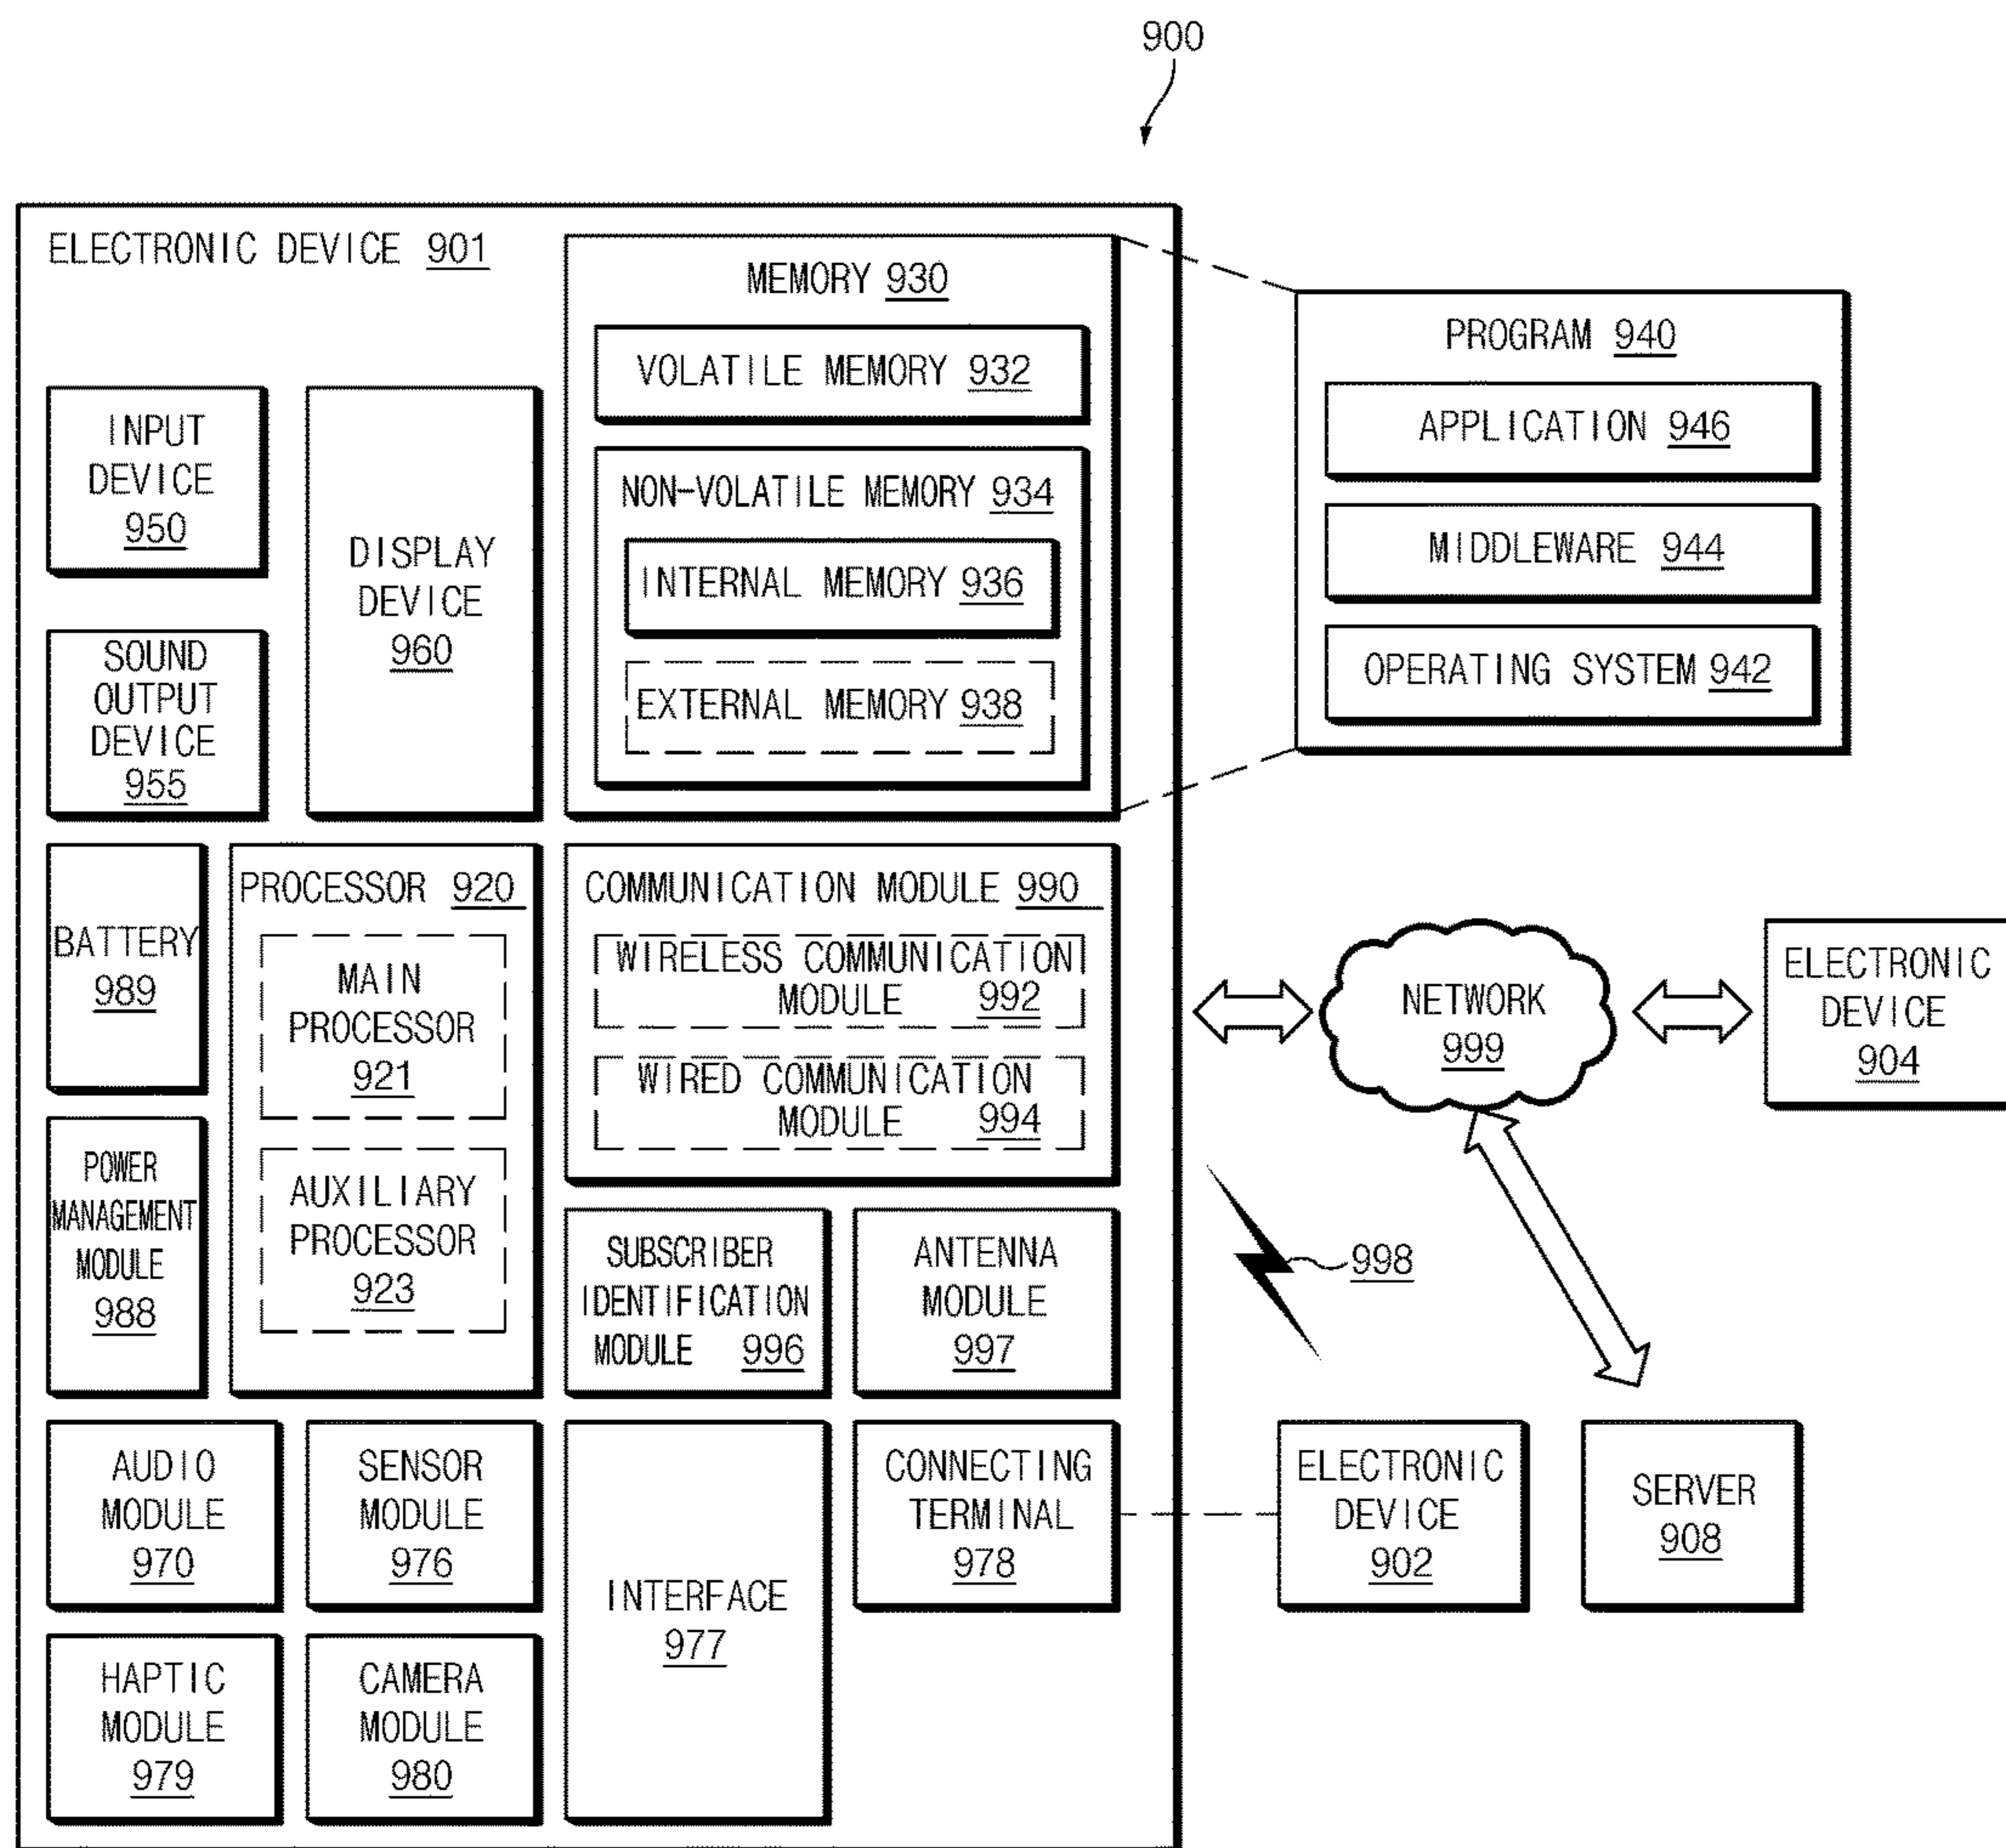 900
ELECTRONIC DEVICE 901
MEMORY 930
VOLATILE MEMORY 932
NON-VOLATILE MEMORY 934
INTERNAL MEMORY 936
EXTERNAL MEMORY 938
PROGRAM 940
APPLICATION 946
MIDDLEWARE 944
OPERATING SYSTEM 942
INPUT
DEVICE
950
SOUND
OUTPUT
DEVICE
955
DISPLAY
DEVICE
960
BATTERY
989
POWER
MANAGEMENT
MODULE
988
PROCESSOR 920
MAIN
PROCESSOR
921
AUXILIARY
PROCESSOR
923
COMMUNICATION MODULE 990
WIRELESS COMMUNICATION
MODULE 992
WIRED COMMUNICATION
MODULE 994
SUBSCRIBER
IDENTIFICATION
MODULE 996
ANTENNA
MODULE
997
NETWORK
999
ELECTRONIC
DEVICE
904
998
AUDIO
MODULE
970
SENSOR
MODULE
976
INTERFACE
977
CONNECTING
TERMINAL
978
ELECTRONIC
DEVICE
902
SERVER
908
HAPTIC
MODULE
979
CAMERA
MODULE
980